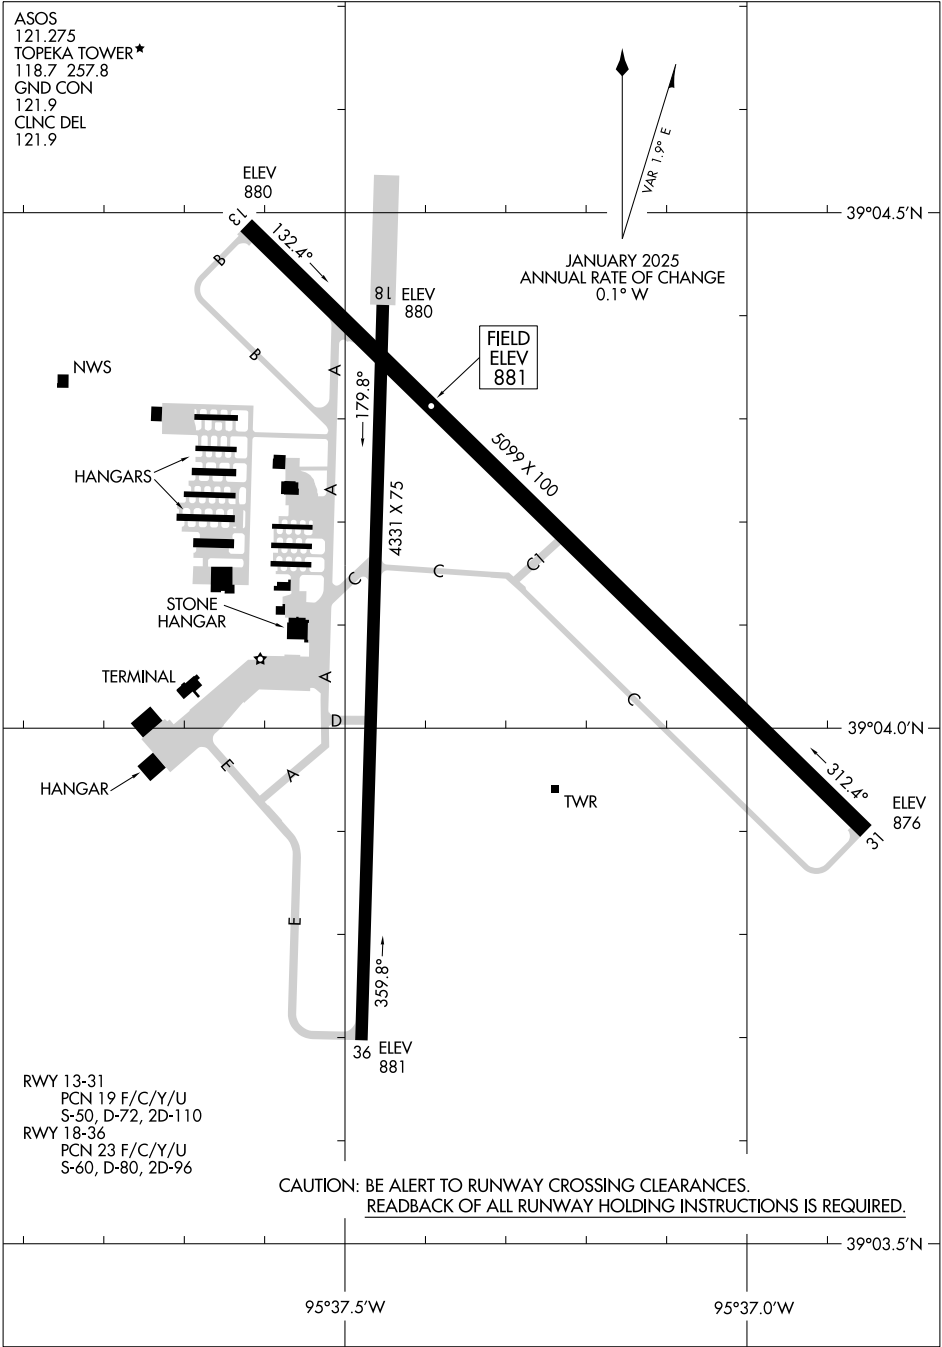 ASOS
121.275
TOPEKA TOWER★
118.7 257.8
GND CON
121.9
CLNC DEL
121.9
ELEV
880
13
132.4°
VAR 1.9° E
39°04.5'N
JANUARY 2025
ANNUAL RATE OF CHANGE
0.1° W
B
18
ELEV
880
FIELD
ELEV
881
B
A
NWS
179.8°
5099 X 100
HANGARS
A
4331 X 75
C
C
C1
STONE
HANGAR
TERMINAL
A
C
D
39°04.0'N
E
A
HANGAR
TWR
312.4°
ELEV
876
31
E
359.8°
36
ELEV
881
RWY 13-31
PCN 19 F/C/Y/U
S-50, D-72, 2D-110
RWY 18-36
PCN 23 F/C/Y/U
S-60, D-80, 2D-96
CAUTION: BE ALERT TO RUNWAY CROSSING CLEARANCES.
READBACK OF ALL RUNWAY HOLDING INSTRUCTIONS IS REQUIRED.
39°03.5'N
95°37.5'W
95°37.0'W